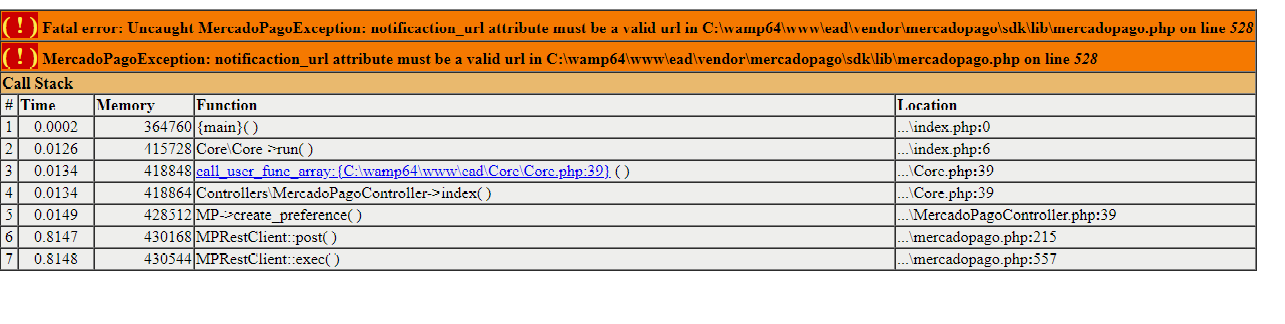 ( ! ) Fatal error: Uncaught MercadoPagoException: notificaction_url attribute must be a valid url in C:\wamp64\www\ead\vendor\mercadopago\sdk\lib\mercadopago.php on line 528
( ! ) MercadoPagoException: notificaction_url attribute must be a valid url in C:\wamp64\www\ead\vendor\mercadopago\sdk\lib\mercadopago.php on line 528
Call Stack
# Time Memory Function Location
1 0.0002 364760 {main}( ) ...\index.php:0
2 0.0126 415728 Core\Core->run( ) ...\index.php:6
3 0.0134 418848 call_user_func_array:{C:\wamp64\www\ead\Core\Core.php:39} ( ) ...\Core.php:39
4 0.0134 418864 Controllers\MercadoPagoController->index( ) ...\Core.php:39
5 0.0149 428512 MP->create_preference( ) ...\MercadoPagoController.php:39
6 0.8147 430168 MPRestClient::post( ) ...\mercadopago.php:215
7 0.8148 430544 MPRestClient::exec( ) ...\mercadopago.php:557